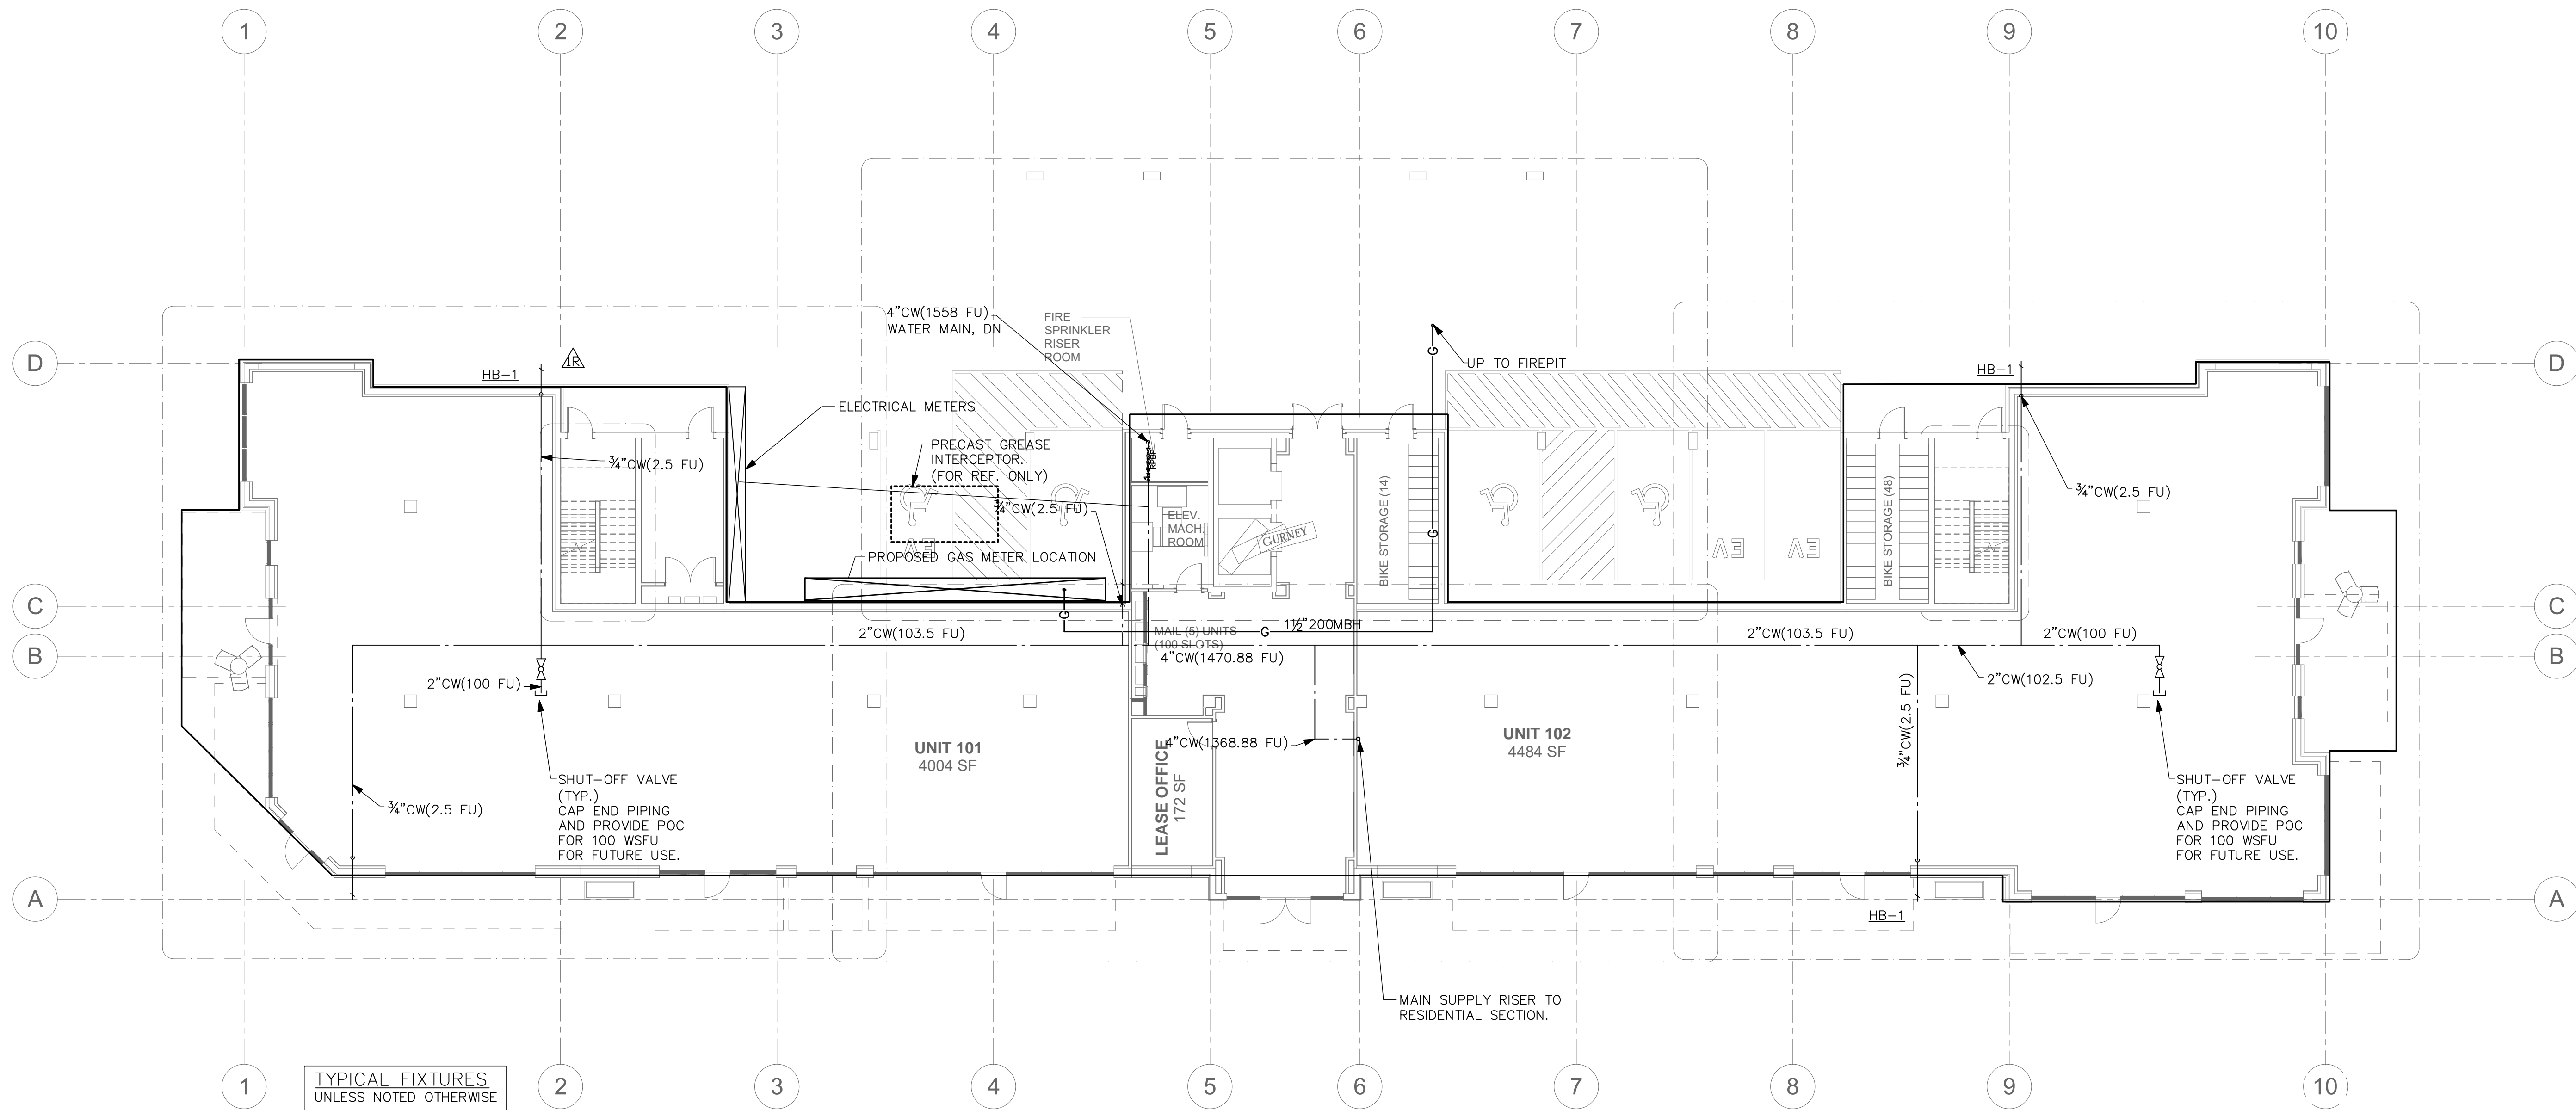 1
2
3
4
5
6
7
8
9
10
4"CW(1558 FU)
WATER MAIN, DN
FIRE
SPRINKLER
RISER
ROOM
D
1R
HB-1
UP TO FIREPIT
HB-1
D
G
ELECTRICAL METERS
PRECAST GREASE
INTERCEPTOR.
(FOR REF. ONLY)
¾"CW(2.5 FU)
RPBP
¾"CW(2.5 FU)
¾"CW(2.5 FU)
ELEV.
MACH.
ROOM
GURNEY
BIKE STORAGE (14)
G
EV
EV
EV
BIKE STORAGE (48)
PROPOSED GAS METER LOCATION
C
C
G
1½"200MBH
G
2"CW(103.5 FU)
MAIL (5) UNITS
(100 SLOTS)
2"CW(103.5 FU)
2"CW(100 FU)
B
B
4"CW(1470.88 FU)
2"CW(100 FU)
2"CW(102.5 FU)
¾"CW(2.5 FU)
UNIT 101
4004 SF
4"CW(1368.88 FU)
UNIT 102
4484 SF
LEASE OFFICE
172 SF
SHUT-OFF VALVE
(TYP.)
CAP END PIPING
AND PROVIDE POC
FOR 100 WSFU
FOR FUTURE USE.
¾"CW(2.5 FU)
SHUT-OFF VALVE
(TYP.)
CAP END PIPING
AND PROVIDE POC
FOR 100 WSFU
FOR FUTURE USE.
A
A
HB-1
MAIN SUPPLY RISER TO
RESIDENTIAL SECTION.
TYPICAL FIXTURES
UNLESS NOTED OTHERWISE
1
2
3
4
5
6
7
8
9
10